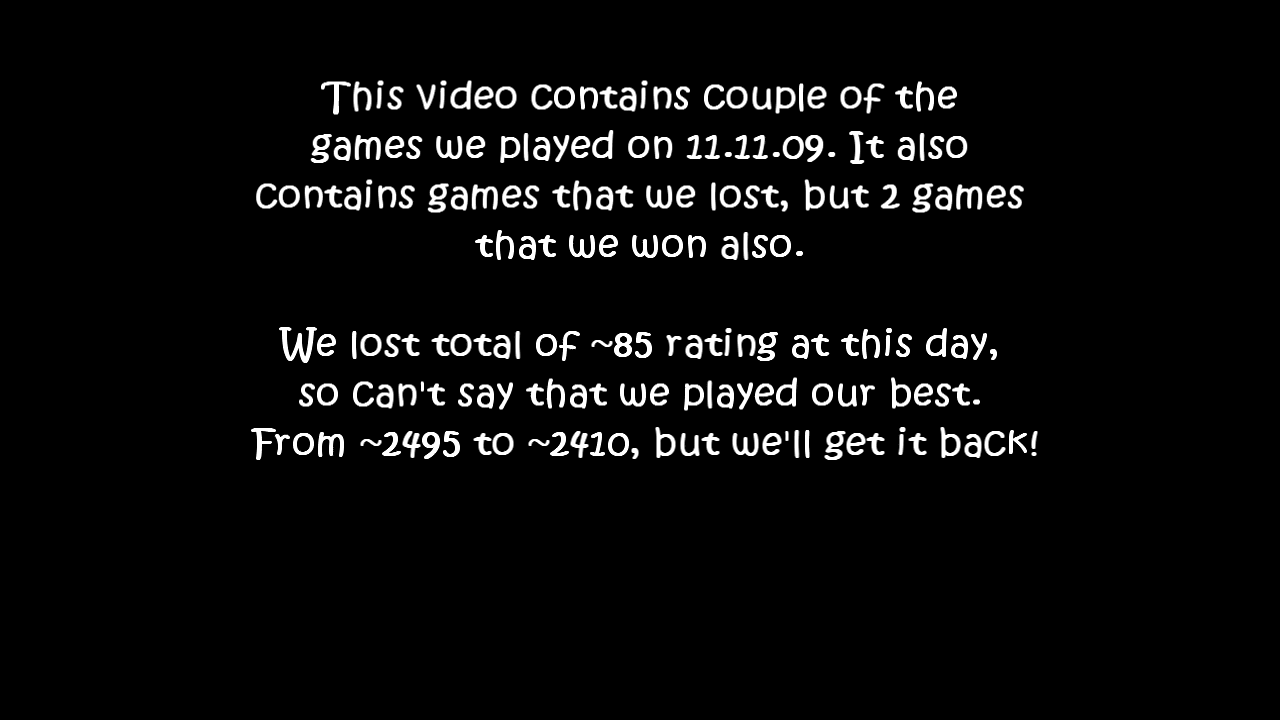 This video contains couple of the
games we played on 11.11.09. It also
contains games that we lost, but 2 games
that we won also.
We lost total of ~85 rating at this day,
so can't say that we played our best.
From ~2495 to ~2410, but we'll get it back!